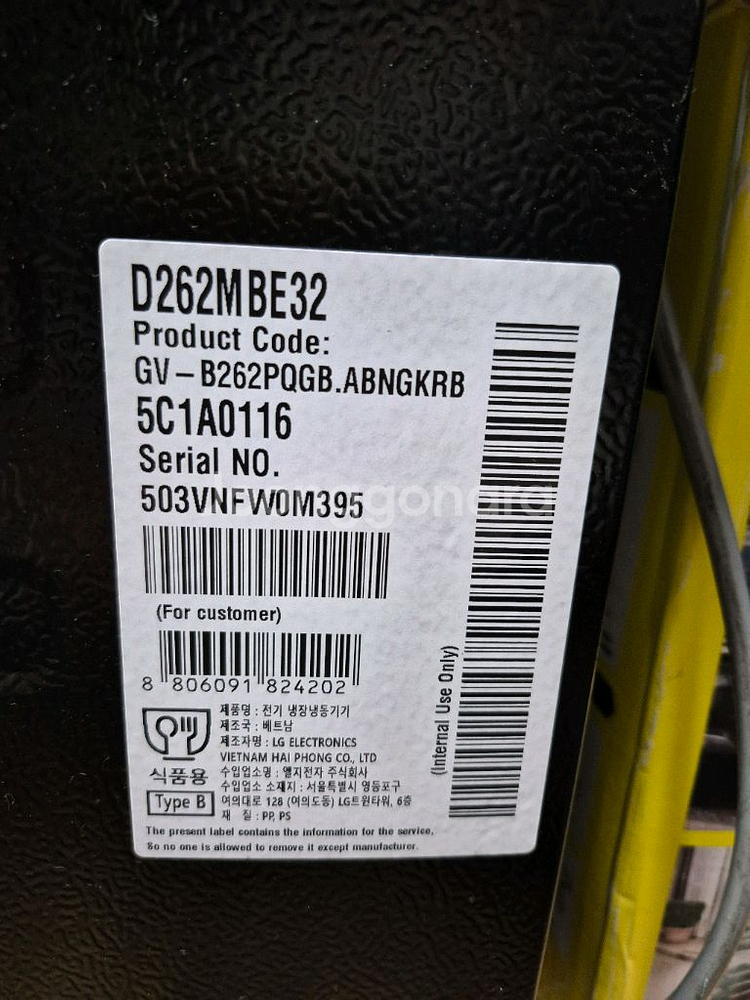 D262MBE32
Product Code:
GV-B262PQGB.ABNGKRB
5C1A0116
Serial NO.
503VNFW0M395
(For customer)
8 806091 824202
(Internal Use Only)
식품용
Type B
제품명 : 전기 냉장냉동기기
제조국 : 베트남
제조자명 : LG ELECTRONICS
VIETNAM HAI PHONG CO., LTD
수입업소명 : 엘지전자 주식회사
수입업소 소재지 : 서울특별시 영등포구
여의대로 128 (여의도동) LG트윈타워, 6층
재 질 : PP, PS
The present label contains the information for the service,
So no one is allowed to remove it except manufacturer.